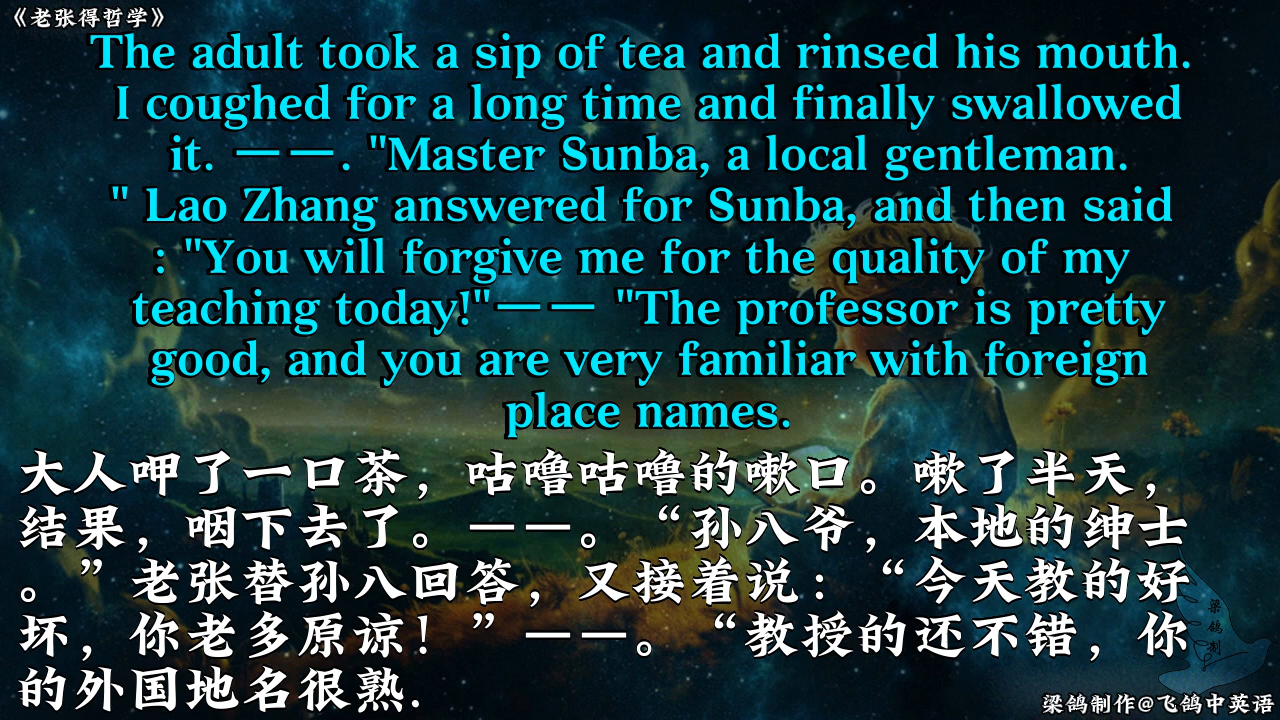 《老张得哲学》
The adult took a sip of tea and rinsed his mouth.
I coughed for a long time and finally swallowed
it. ——. "Master Sunba, a local gentleman.
" Lao Zhang answered for Sunba, and then said
: "You will forgive me for the quality of my
teaching today!"—— "The professor is pretty
good, and you are very familiar with foreign
place names.
大人呷了一口茶，咕噜咕噜的嗽口。嗽了半天，
结果，咽下去了。——。“孙八爷，本地的绅士
。”老张替孙八回答，又接着说：“今天教的好
坏，你老多原谅！”——。“教授的还不错，你
的外国地名很熟.
梁鸽制
梁鸽制作@飞鸽中英语